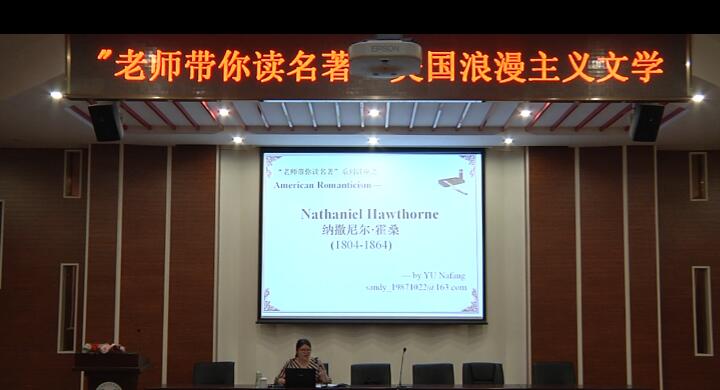 "老师带你读名著 美国浪漫主义文学
EPSON
"老师带你读名著"系列讲座之
American Romanticism—
Nathaniel Hawthorne
纳撒尼尔·霍桑
(1804-1864)
— by YU Nafang
sandy_19871022@163.com